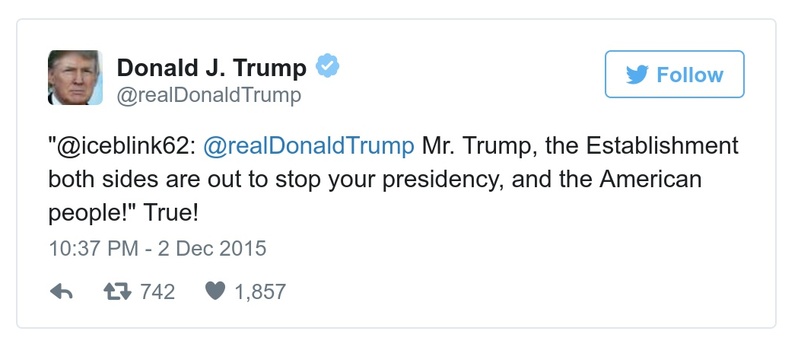 Donald J. Trump
@realDonaldTrump
Follow
"@iceblink62: @realDonaldTrump Mr. Trump, the Establishment
both sides are out to stop your presidency, and the American
people!" True!
10:37 PM - 2 Dec 2015
742 1,857